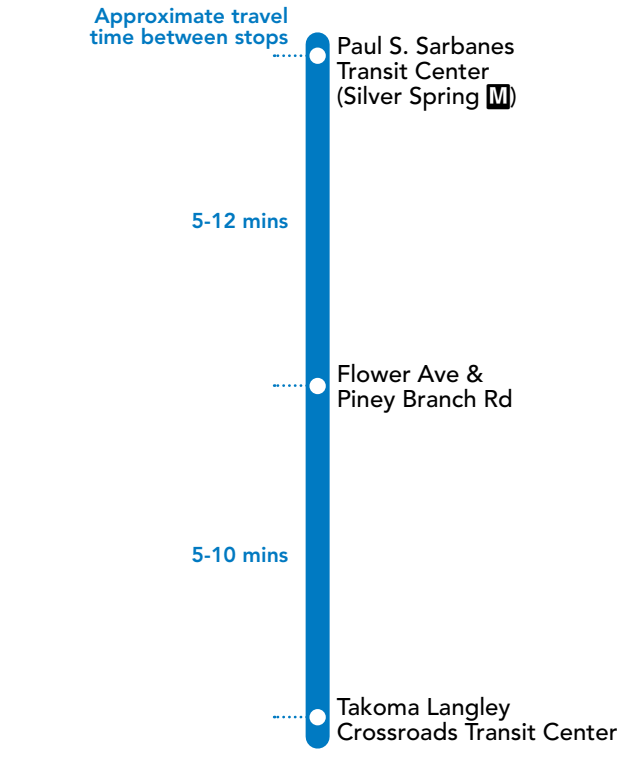 Approximate travel
time between stops
Paul S. Sarbanes
Transit Center
(Silver Spring M)
5-12 mins
Flower Ave &
Piney Branch Rd
5-10 mins
Takoma Langley
Crossroads Transit Center